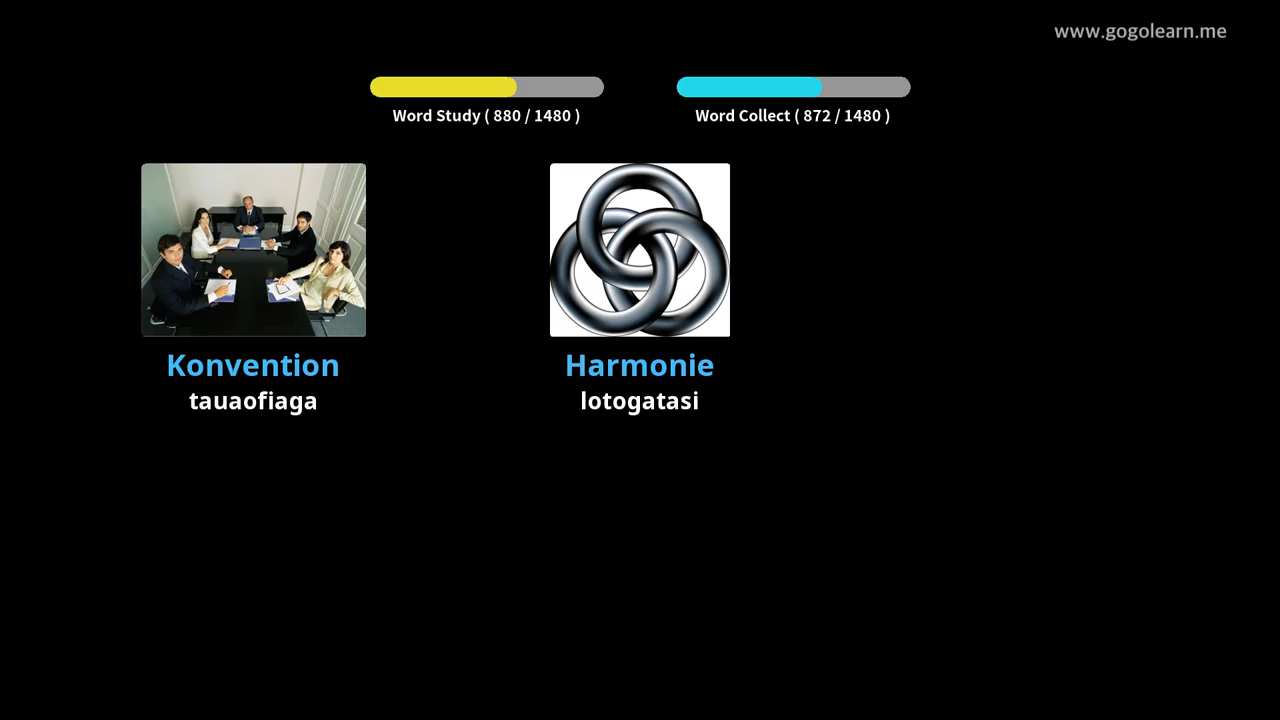 www.gogolearn.me
Word Study ( 880 / 1480 )
Word Collect ( 872 / 1480 )
Konvention
tauaofiaga
Harmonie
lotogatasi